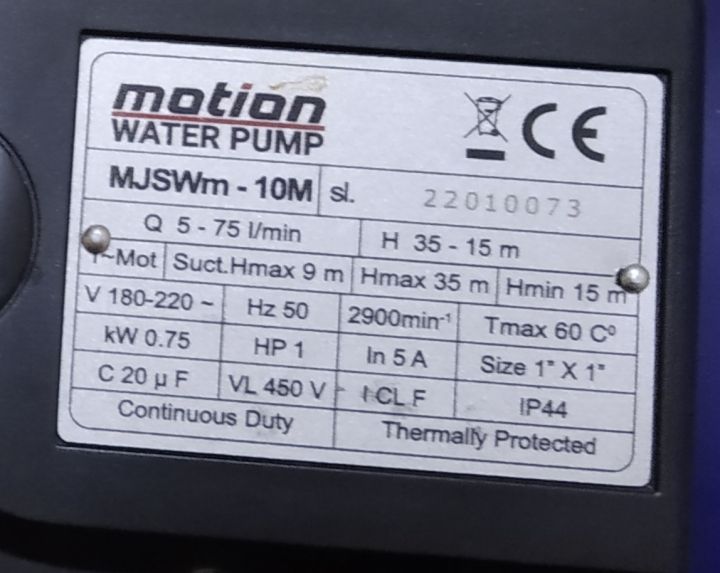 motion
WATER PUMP
CE
MJSWm - 10M sl. 22010073
Q 5 - 75 l/min H 35 - 15 m
1~Mot Suct.Hmax 9 m Hmax 35 m Hmin 15 m
V 180-220 ~ Hz 50 2900min⁻¹ Tmax 60 C⁰
kW 0.75 HP 1 In 5 A Size 1" X 1"
C 20 µ F VL 450 V I CL F IP44
Continuous Duty Thermally Protected